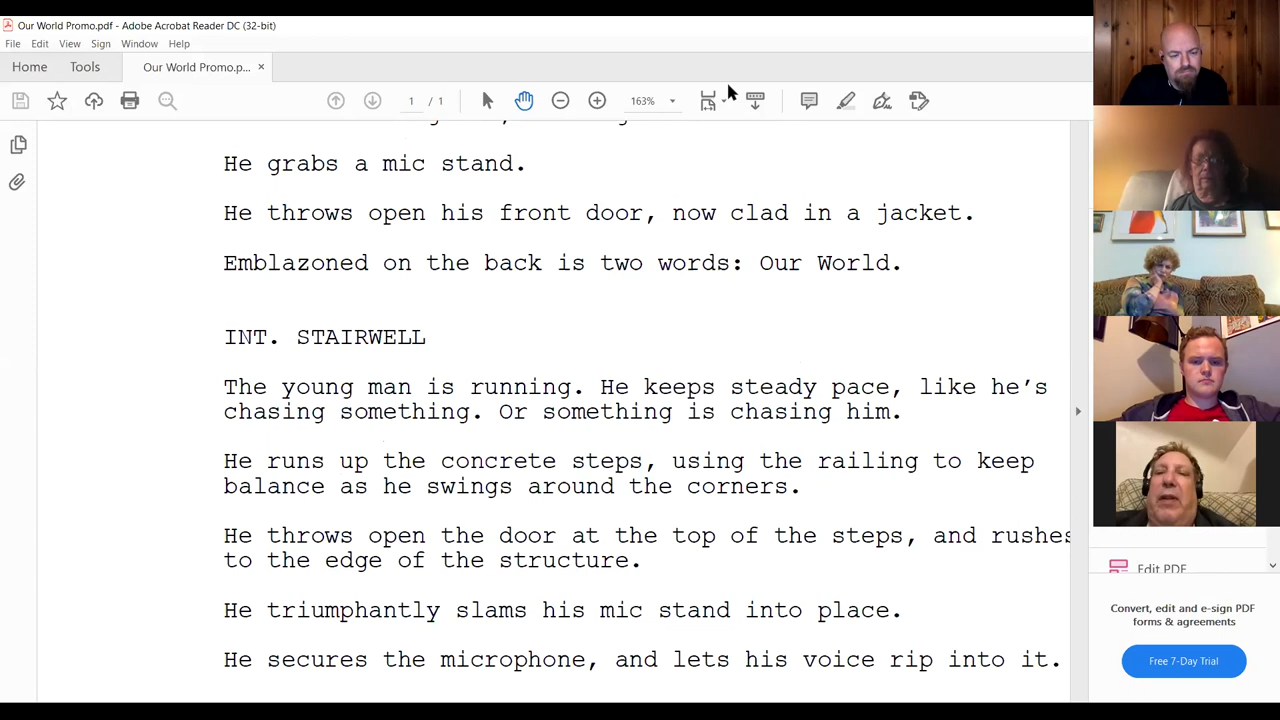 Our World Promo.pdf - Adobe Acrobat Reader DC (32-bit)
File Edit View Sign Window Help
Home Tools Our World Promo.p... ×
1 / 1 163%
He grabs a mic stand.
He throws open his front door, now clad in a jacket.
Emblazoned on the back is two words: Our World.
INT. STAIRWELL
The young man is running. He keeps steady pace, like he's
chasing something. Or something is chasing him.
He runs up the concrete steps, using the railing to keep
balance as he swings around the corners.
He throws open the door at the top of the steps, and rushes
to the edge of the structure.
He triumphantly slams his mic stand into place.
He secures the microphone, and lets his voice rip into it.
Edit PDF
Convert, edit and e-sign PDF
forms & agreements
Free 7-Day Trial